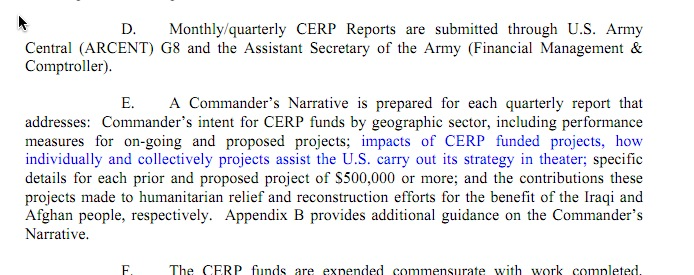 D. Monthly/quarterly CERP Reports are submitted through U.S. Army
Central (ARCENT) G8 and the Assistant Secretary of the Army (Financial Management &
Comptroller).
E. A Commander's Narrative is prepared for each quarterly report that
addresses: Commander's intent for CERP funds by geographic sector, including performance
measures for on-going and proposed projects; impacts of CERP funded projects, how
individually and collectively projects assist the U.S. carry out its strategy in theater; specific
details for each prior and proposed project of $500,000 or more; and the contributions these
projects made to humanitarian relief and reconstruction efforts for the benefit of the Iraqi and
Afghan people, respectively. Appendix B provides additional guidance on the Commander's
Narrative.
F. The CERP funds are expended commensurate with work completed.